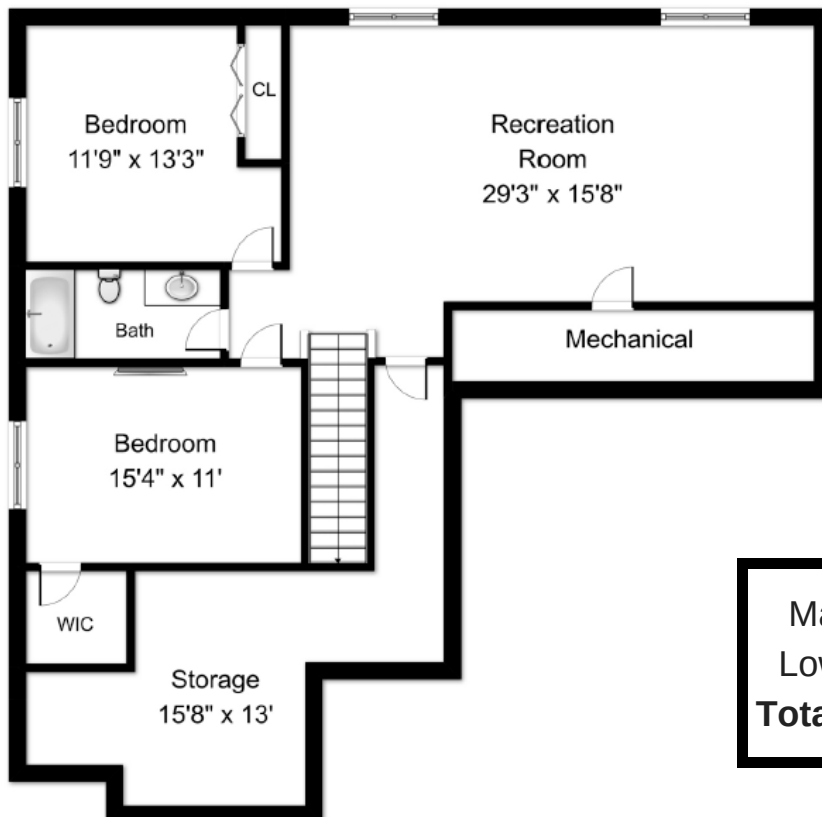 Bedroom
11'9" x 13'3"
CL
Recreation
Room
29'3" x 15'8"
Bath
Mechanical
Bedroom
15'4" x 11'
WIC
Storage
15'8" x 13'